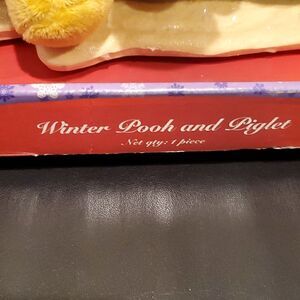 Winter Pooh and Piglet
Net qty: 1 piece